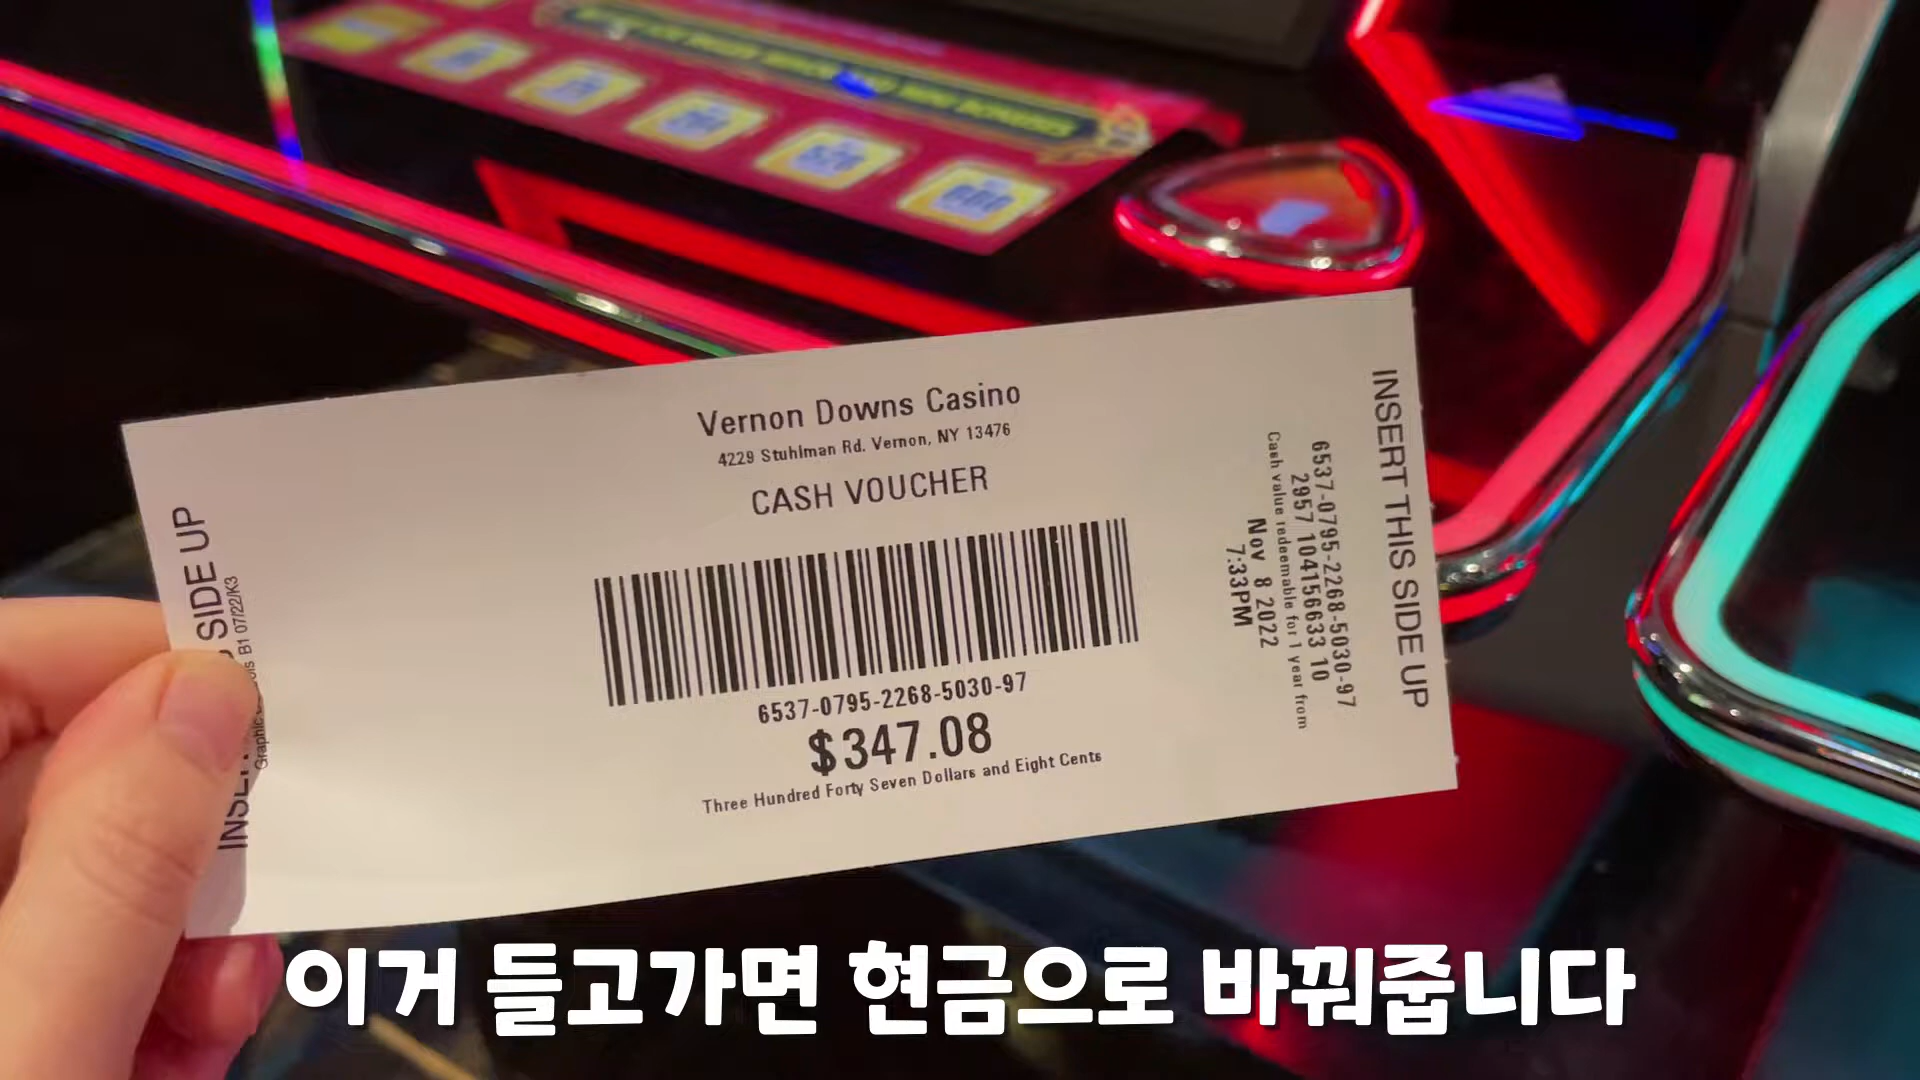 Vernon Downs Casino
4229 Stuhlman Rd. Vernon, NY 13476
CASH VOUCHER
6537-0795-2268-5030-97
$347.08
Three Hundred Forty Seven Dollars and Eight Cents
INSERT THIS SIDE UP
6537-0795-2268-5030-97
2957 104156633 10
Cash value redeemable for 1 year from
Nov 8 2022
7:33PM
SIDE UP
B1 07/22/K3
이거 들고가면 현금으로 바꿔줍니다